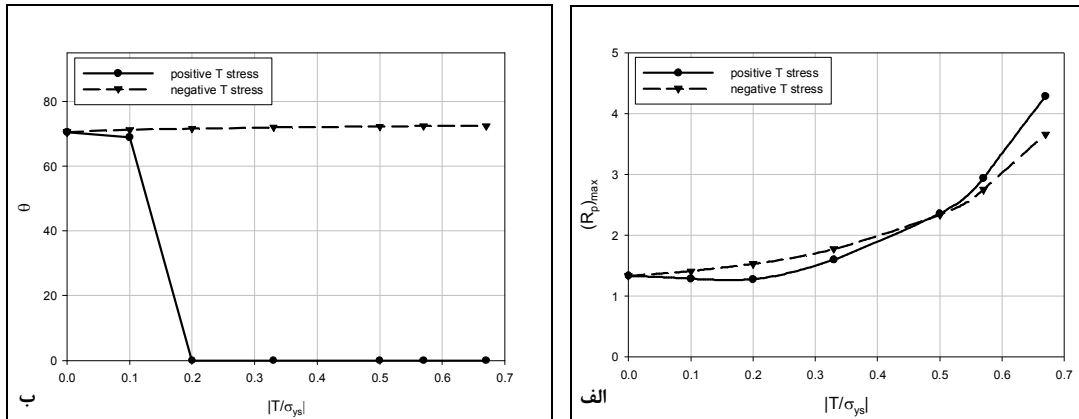 positive T stress
negative T stress
80
60
40
20
0
θ
0.0 0.1 0.2 0.3 0.4 0.5 0.6 0.7
|T/σys|
ب
positive T stress
negative T stress
5
4
3
2
1
0
(Rp)max
0.0 0.1 0.2 0.3 0.4 0.5 0.6 0.7
|T/σys|
الف